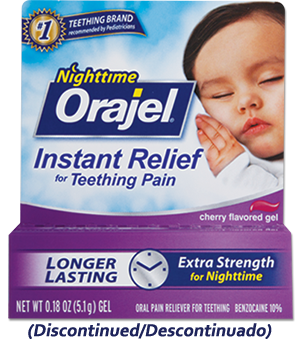 #1
TEETHING BRAND
recommended by Pediatricians
Nighttime
Orajel®
Instant Relief
for Teething Pain
cherry flavored gel
LONGER
LASTING
Extra Strength
for Nighttime
NET WT 0.18 OZ (5.1g) GEL
ORAL PAIN RELIEVER FOR TEETHING
BENZOCAINE 10%
(Discontinued/Descontinuado)